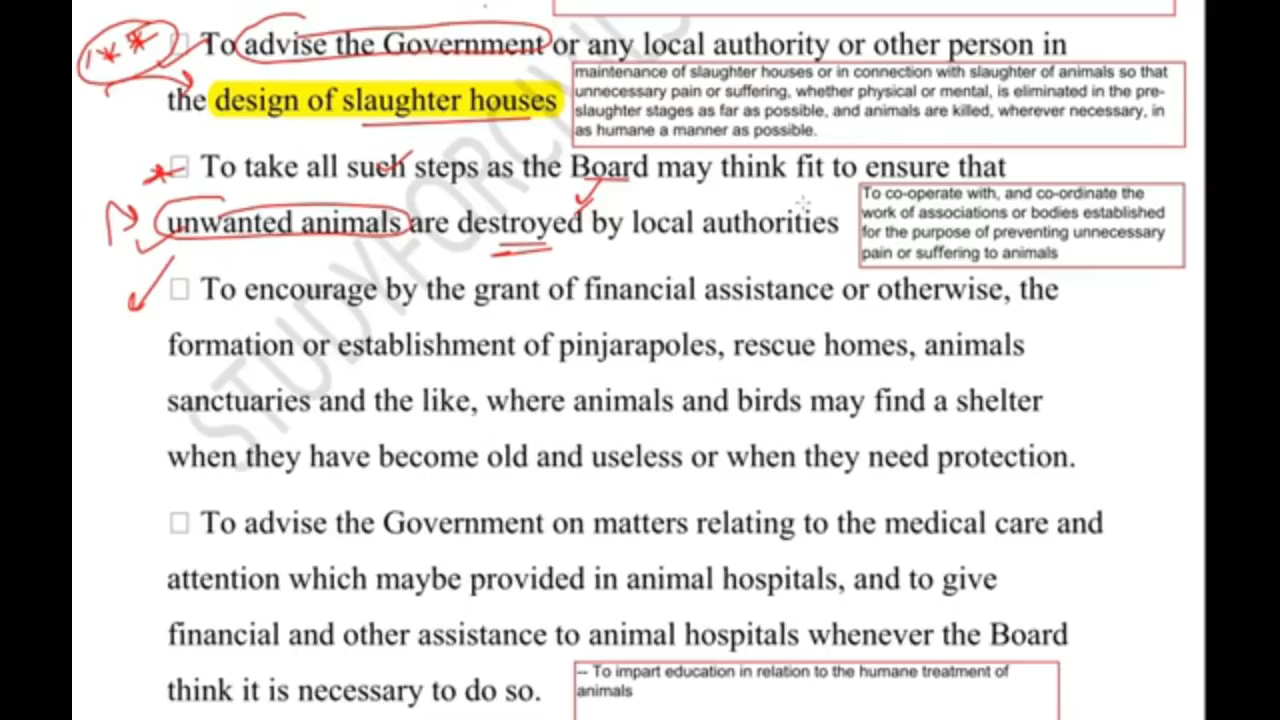 To advise the Government or any local authority or other person in
the design of slaughter houses
maintenance of slaughter houses or in connection with slaughter of animals so that
unnecessary pain or suffering, whether physical or mental, is eliminated in the pre-
slaughter stages as far as possible, and animals are killed, wherever necessary, in
as humane a manner as possible.
To take all such steps as the Board may think fit to ensure that
unwanted animals are destroyed by local authorities
To co-operate with, and co-ordinate the
work of associations or bodies established
for the purpose of preventing unnecessary
pain or suffering to animals
To encourage by the grant of financial assistance or otherwise, the
formation or establishment of pinjarapoles, rescue homes, animals
sanctuaries and the like, where animals and birds may find a shelter
when they have become old and useless or when they need protection.
To advise the Government on matters relating to the medical care and
attention which maybe provided in animal hospitals, and to give
financial and other assistance to animal hospitals whenever the Board
think it is necessary to do so.
-- To impart education in relation to the humane treatment of
animals